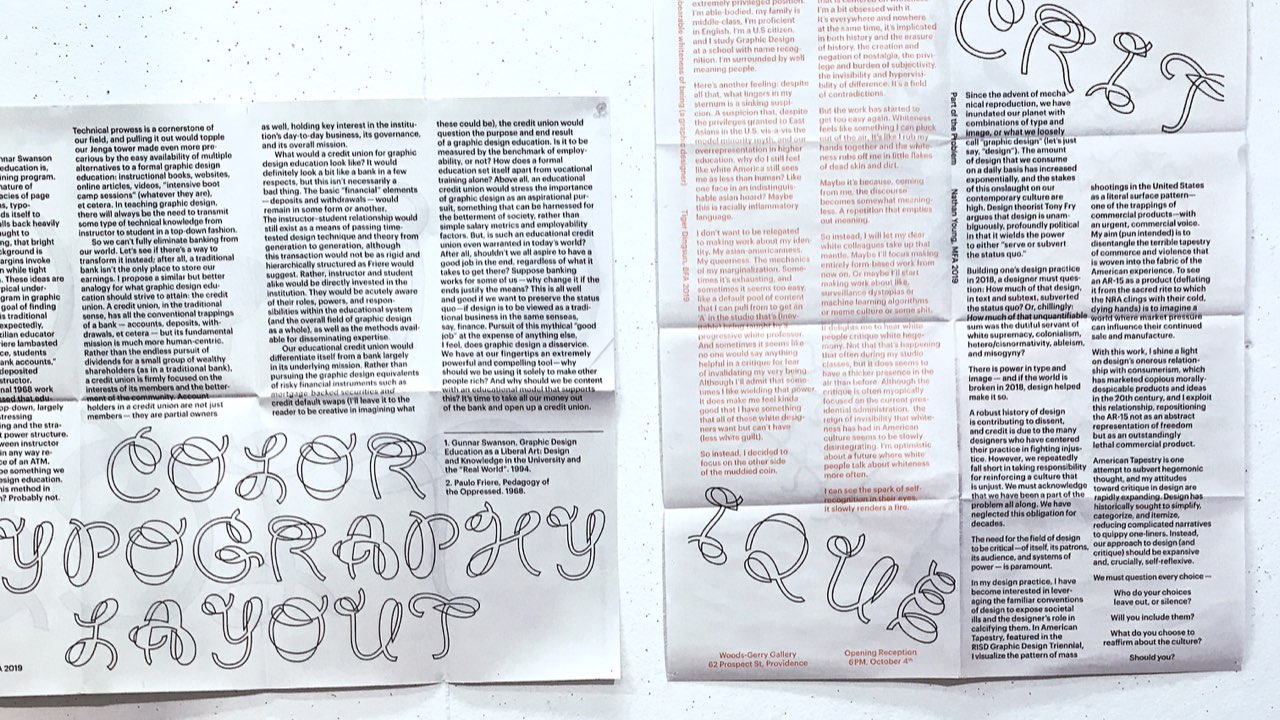 nnar Swanson
education is,
ining program.
nature of
acies of page
s, typo-
ds itself to
lls back heavily
ught to
ng, that bright
ckground is
argins invoke
n while tight
. These ideas are
pical under-
gram in graphic
goal of finding
is traditional
expectedly,
zilian educator
riere lambasted
ce, students
ank accounts,”
deposited
structor.
nal 1968 work
sed that edu-
op-down, largely
tressing
ing and the stra-
t power structure.
ween instructor
in any way re-
ce of an ATM.
be something we
esign education.
his method in
n? Probably not.
A 2019
Technical prowess is a cornerstone of
our field, and pulling it out would topple
our Jenga tower made even more pre-
carious by the easy availability of multiple
alternatives to a formal graphic design
education: instructional books, websites,
online articles, videos, “intensive boot
camp sessions” (whatever they are),
et cetera. In teaching graphic design,
there will always be the need to transmit
some type of technical knowledge from
instructor to student in a top-down fashion.
So we can’t fully eliminate banking from
our world. Let’s see if there’s a way to
transform it instead; after all, a traditional
bank isn’t the only place to store our
earnings. I propose a similar but better
analogy for what graphic design edu-
cation should strive to attain: the credit
union. A credit union, in the traditional
sense, has all the conventional trappings
of a bank — accounts, deposits, with-
drawals, et cetera — but its fundamental
mission is much more human-centric.
Rather than the endless pursuit of
dividends for a small group of wealthy
shareholders (as in a traditional bank),
a credit union is firmly focused on the
interests of its members and the better-
ment of the community. Account
holders in a credit union are not just
members — they are partial owners
as well, holding key interest in the institu-
tion’s day-to-day business, its governance,
and its overall mission.
What would a credit union for graphic
design education look like? It would
definitely look a bit like a bank in a few
respects, but this isn’t necessarily a
bad thing. The basic “financial” elements
— deposits and withdrawals — would
remain in some form or another.
The instructor-student relationship would
still exist as a means of passing time-
tested design technique and theory from
generation to generation, although
this transaction would not be as rigid and
hierarchically structured as Friere would
suggest. Rather, instructor and student
alike would be directly invested in the
institution. They would be acutely aware
of their roles, powers, and respon-
sibilities within the educational system
(and the overall field of graphic design
as a whole), as well as the methods avail-
able for disseminating expertise.
Our educational credit union would
differentiate itself from a bank largely
in its underlying mission. Rather than
pursuing the graphic design equivalents
of risky financial instruments such as
mortgage backed securities and
credit default swaps (I’ll leave it to the
reader to be creative in imagining what
these could be), the credit union would
question the purpose and end result
of a graphic design education. Is it to be
measured by the benchmark of employ-
ability, or not? How does a formal
education set itself apart from vocational
training alone? Above all, an educational
credit union would stress the importance
of graphic design as an aspirational pur-
suit, something that can be harnessed for
the betterment of society, rather than
simple salary metrics and employability
factors. But, is such an educational credit
union even warranted in today’s world?
After all, shouldn’t we all aspire to have a
good job in the end, regardless of what it
takes to get there? Suppose banking
works for some of us — why change it if the
ends justify the means? This is all well
and good if we want to preserve the status
quo — if design is to be viewed as a tradi-
tional business in the same senses as,
say, finance. Pursuit of this mythical “good
job” at the expense of anything else,
I feel, does graphic design a disservice.
We have at our fingertips an extremely
powerful and compelling tool — why
should we be using it solely to make other
people rich? And why should we be content
with an educational model that supports
this? It’s time to take all our money out
of the bank and open up a credit union.
1. Gunnar Swanson, Graphic Design
Education as a Liberal Art: Design
and Knowledge in the University and
the “Real World”. 1994.
2. Paulo Friere, Pedagogy of
the Oppressed. 1968.
COLOR
YPOGRAPHY
LAYOUT
bearable whiteness of being (a graphic designer)
Tiger Dingsun, BFA 2019
extremely privileged position.
I’m able-bodied, my family is
middle-class, I’m proficient
in English, I’m a U.S citizen,
and I study Graphic Design
at a school with name recog-
nition. I’m surrounded by well
meaning people.
Here’s another feeling: despite
all that, what lingers in my
sternum is a sinking suspi-
cion. A suspicion that, despite
the privileges granted to East
Asians in the U.S. vis-a-vis the
model minority myth, and our
overrepresentation in higher
education, why do I still feel
like white America still sees
me as less than human? Like
one face in an indistinguis-
hable asian hoard? Maybe
this is racially inflammatory
language.
I don’t want to be relegated
to making work about my iden-
tity. My asian americanness.
My queerness. The mechanics
of my marginalization. Some-
times it’s exhausting, and
sometimes it seems too easy,
like a default pool of content
that I can pull from to get an
‘A’ in the studio that’s (inev-
itably) being taught by a
progressive white professor.
And sometimes it seems like
no one would say anything
helpful in a critique for fear
of invalidating my very being.
Although I’ll admit that some-
times I like wielding that power.
It does make me feel kinda
good that I have something
that all of those white desig-
ners want but can’t have
(less white guilt).
So instead, I decided to
focus on the other side
of the muddied coin.
I’m a bit obsessed with it.
It’s everywhere and nowhere
at the same time, it’s implicated
in both history and the erasure
of history, the creation and
negation of nostalgia, the privi-
lege and burden of subjectivity,
the invisibility and hypervisi-
bility of difference. It’s a field
of contradictions.
But the work has started to
get too easy again. Whiteness
feels like something I can pluck
out of the air. It’s like I rub my
hands together and the white-
ness rubs off me in little flakes
of dead skin and dirt.
Maybe it’s because, coming
from me, the discourse
becomes somewhat meaning-
less. A repetition that empties
out meaning.
So instead, I will let my dear
white colleagues take up that
mantle. Maybe I’ll focus making
entirely form-based work from
now on. Or maybe I’ll start
making work about like,
surveillance dystopias or
machine learning algorithms
or meme culture or some shit.
It delights me to hear white
people critique white hege-
mony. Not that that’s happening
that often during my studio
classes, but it does seems to
have a thicker presence in the
air than before. Although the
critique is often myopically
focused on the current pres-
idential administration, the
reign of invisibility that white-
ness has had in American
culture seems to be slowly
disintegrating. I’m optimistic
about a future where white
people talk about whiteness
more often.
I can see the spark of self-
recognition in their eyes.
It slowly renders a fire.
Woods-Gerry Gallery
62 Prospect St, Providence
Opening Reception
6PM, October 4th
CRIT
IQUE
Part of the Problem
Nathan Young, MFA 2019
Since the advent of mecha-
nical reproduction, we have
inundated our planet with
combinations of type and
image, or what we loosely
call “graphic design” (let’s just
say, “design”). The amount
of design that we consume
on a daily basis has increased
exponentially, and the stakes
of this onslaught on our
contemporary culture are
high. Design theorist Tony Fry
argues that design is unam-
biguously, profoundly political
in that it wields the power
to either “serve or subvert
the status quo.”
Building one’s design practice
in 2018, a designer must ques-
tion: How much of that design,
in text and subtext, subverted
the status quo? Or, chillingly:
How much of that unquantifiable
sum was the dutiful servant of
white supremacy, colonialism,
hetero/cisnormativity, ableism,
and misogyny?
There is power in type and
image — and if the world is
broken in 2018, design helped
make it so.
A robust history of design
is contributing to dissent,
and credit is due to the many
designers who have centered
their practice in fighting injus-
tice. However, we repeatedly
fall short in taking responsibility
for reinforcing a culture that
is unjust. We must acknowledge
that we have been a part of the
problem all along. We have
neglected this obligation for
decades.
The need for the field of design
to be critical — of itself, its patrons,
its audience, and systems of
power — is paramount.
In my design practice, I have
become interested in lever-
aging the familiar conventions
of design to expose societal
ills and the designer’s role in
calcifying them. In American
Tapestry, featured in the
RISD Graphic Design Triennial,
I visualize the pattern of mass
shootings in the United States
as a literal surface pattern —
one of the trappings of
commercial products — with
an urgent, commercial voice.
My aim (pun intended) is to
disentangle the terrible tapestry
of commerce and violence that
is woven into the fabric of the
American experience. To see
an AR-15 as a product (deflating
it from the sacred rite to which
the NRA clings with their cold,
dying hands) is to imagine a
world where market pressure
can influence their continued
sale and manufacture.
With this work, I shine a light
on design’s onerous relation-
ship with consumerism, which
has marketed copious morally-
despicable products and ideas
in the 20th century, and I exploit
this relationship, repositioning
the AR-15 not as an abstract
representation of freedom
but as an outstandingly
lethal commercial product.
American Tapestry is one
attempt to subvert hegemonic
thought, and my attitudes
toward critique in design are
rapidly expanding. Design has
historically sought to simplify,
categorize, and itemize,
reducing complicated narratives
to quippy one-liners. Instead,
our approach to design (and
critique) should be expansive
and, crucially, self-reflexive.
We must question every choice —
Who do your choices
leave out, or silence?
Will you include them?
What do you choose to
reaffirm about the culture?
Should you?